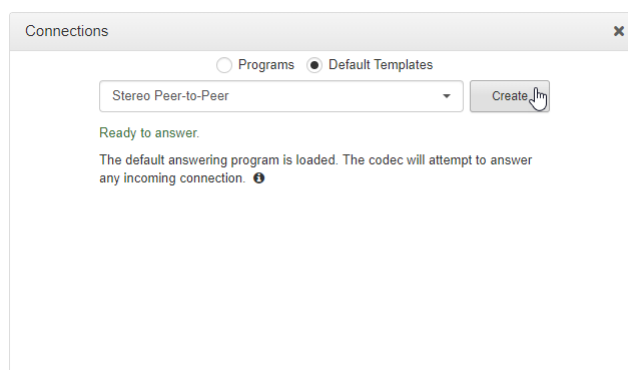 Connections
Programs Default Templates
Stereo Peer-to-Peer Create
Ready to answer.
The default answering program is loaded. The codec will attempt to answer
any incoming connection.